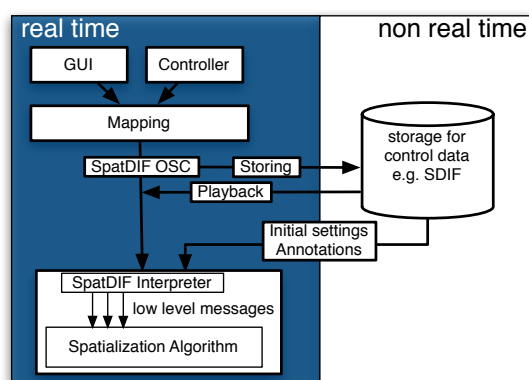 real time
non real time
GUI
Controller
Mapping
storage for
control data
e.g. SDIF
SpatDIF OSC
Storing
Playback
Initial settings
Annotations
SpatDIF Interpreter
low level messages
Spatialization Algorithm